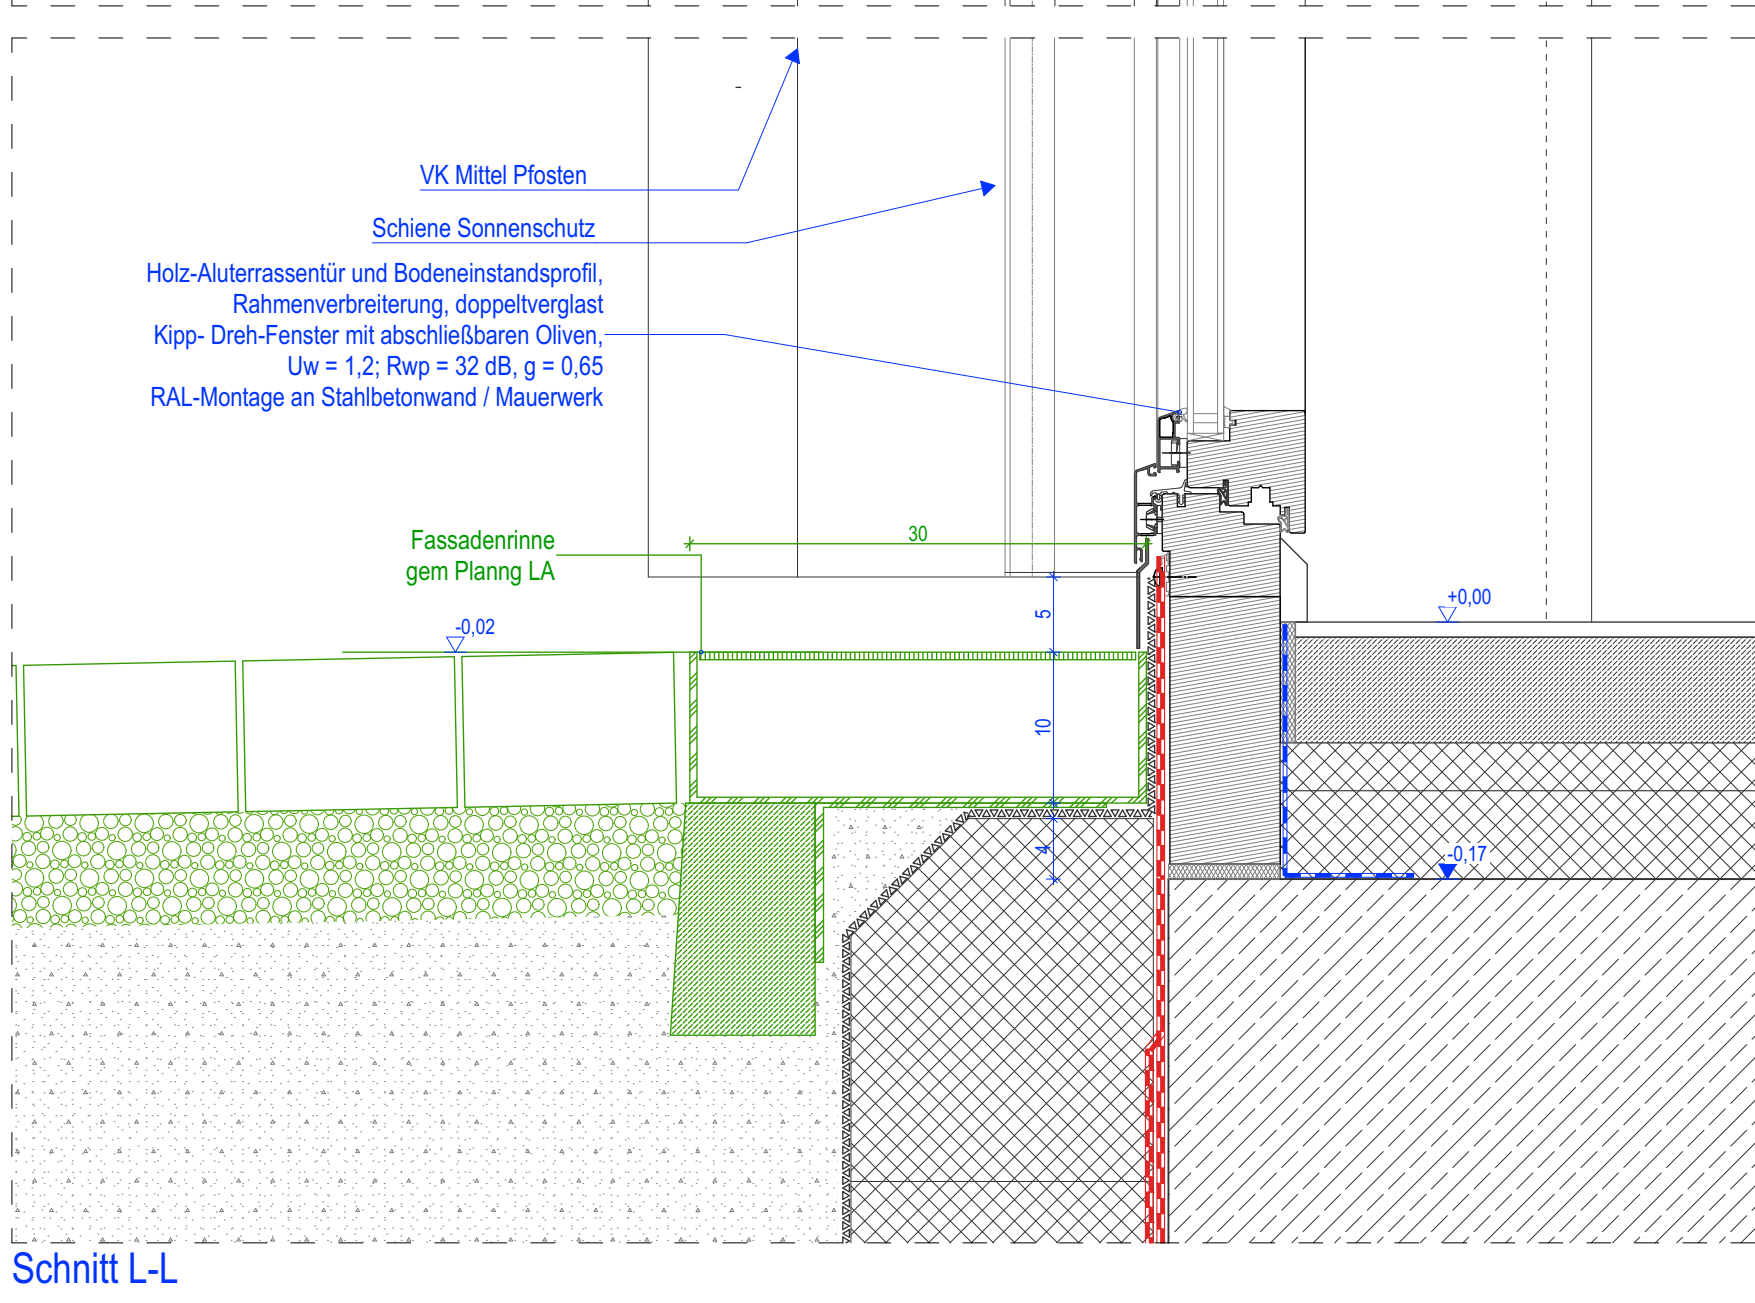 VK Mittel Pfosten
Schiene Sonnenschutz
Holz-Aluterrassentür und Bodeneinstandsprofil,
Rahmenverbreiterung, doppeltverglast
Kipp- Dreh-Fenster mit abschließbaren Oliven,
Uw = 1,2; Rwp = 32 dB, g = 0,65
RAL-Montage an Stahlbetonwand / Mauerwerk
Fassadenrinne
gem Planng LA
30
5
+0,00
-0,02
10
4
-0,17
Schnitt L-L